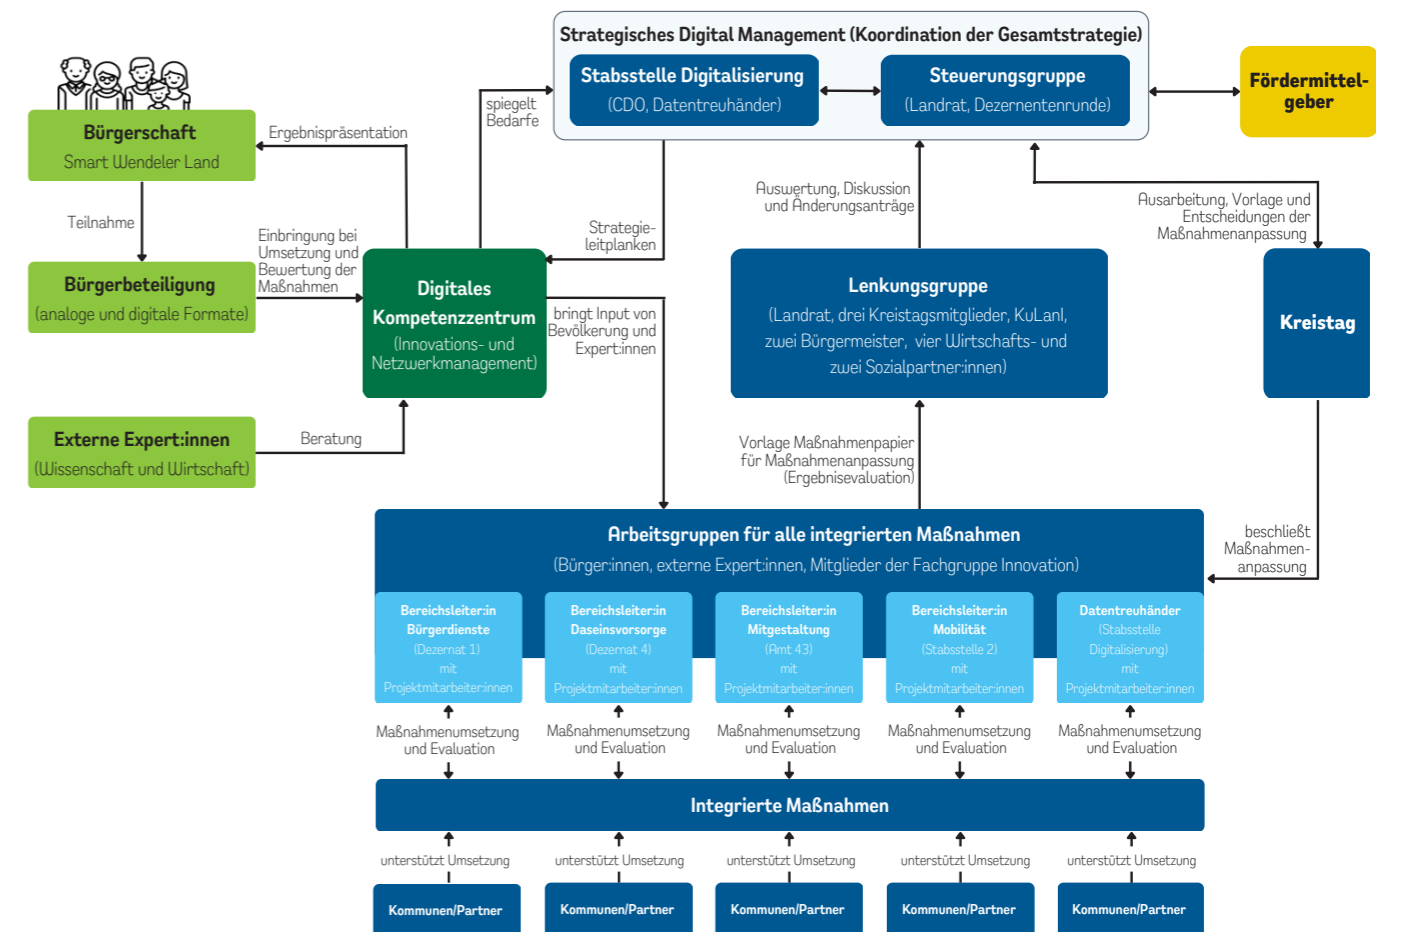 Strategisches Digital Management (Koordination der Gesamtstrategie)
Stabsstelle Digitalisierung
(CDO, Datentreuhänder)
Steuerungsgruppe
(Landrat, Dezernentenrunde)
Fördermittel-
geber
Bürgerschaft
Smart Wendeler Land
Ergebnispräsentation
spiegelt
Bedarfe
Teilnahme
Bürgerbeteiligung
(analoge und digitale Formate)
Einbringung bei
Umsetzung und
Bewertung der
Maßnahmen
Strategie-
leitplanken
Auswertung, Diskussion
und Änderungsanträge
Ausarbeitung, Vorlage und
Entscheidungen der
Maßnahmenanpassung
Digitales
Kompetenzzentrum
(Innovations- und
Netzwerkmanagement)
bringt Input von
Bevölkerung und
Expert:innen
Lenkungsgruppe
(Landrat, drei Kreistagsmitglieder, KuLanI,
zwei Bürgermeister, vier Wirtschafts- und
zwei Sozialpartner:innen)
Kreistag
Externe Expert:innen
(Wissenschaft und Wirtschaft)
Beratung
Vorlage Maßnahmenpapier
für Maßnahmenanpassung
(Ergebnisevaluation)
beschließt
Maßnahmen-
anpassung
Arbeitsgruppen für alle integrierten Maßnahmen
(Bürger:innen, externe Expert:innen, Mitglieder der Fachgruppe Innovation)
Bereichsleiter:in
Bürgerdienste
(Dezernat 1)
mit
Projektmitarbeiter:innen
Bereichsleiter:in
Daseinsvorsorge
(Dezernat 4)
mit
Projektmitarbeiter:innen
Bereichsleiter:in
Mitgestaltung
(Amt 43)
mit
Projektmitarbeiter:innen
Bereichsleiter:in
Mobilität
(Stabsstelle 2)
mit
Projektmitarbeiter:innen
Datentreuhänder
(Stabsstelle
Digitalisierung)
mit
Projektmitarbeiter:innen
Maßnahmenumsetzung
und Evaluation
Maßnahmenumsetzung
und Evaluation
Maßnahmenumsetzung
und Evaluation
Maßnahmenumsetzung
und Evaluation
Maßnahmenumsetzung
und Evaluation
Integrierte Maßnahmen
unterstützt Umsetzung
unterstützt Umsetzung
unterstützt Umsetzung
unterstützt Umsetzung
unterstützt Umsetzung
Kommunen/Partner
Kommunen/Partner
Kommunen/Partner
Kommunen/Partner
Kommunen/Partner